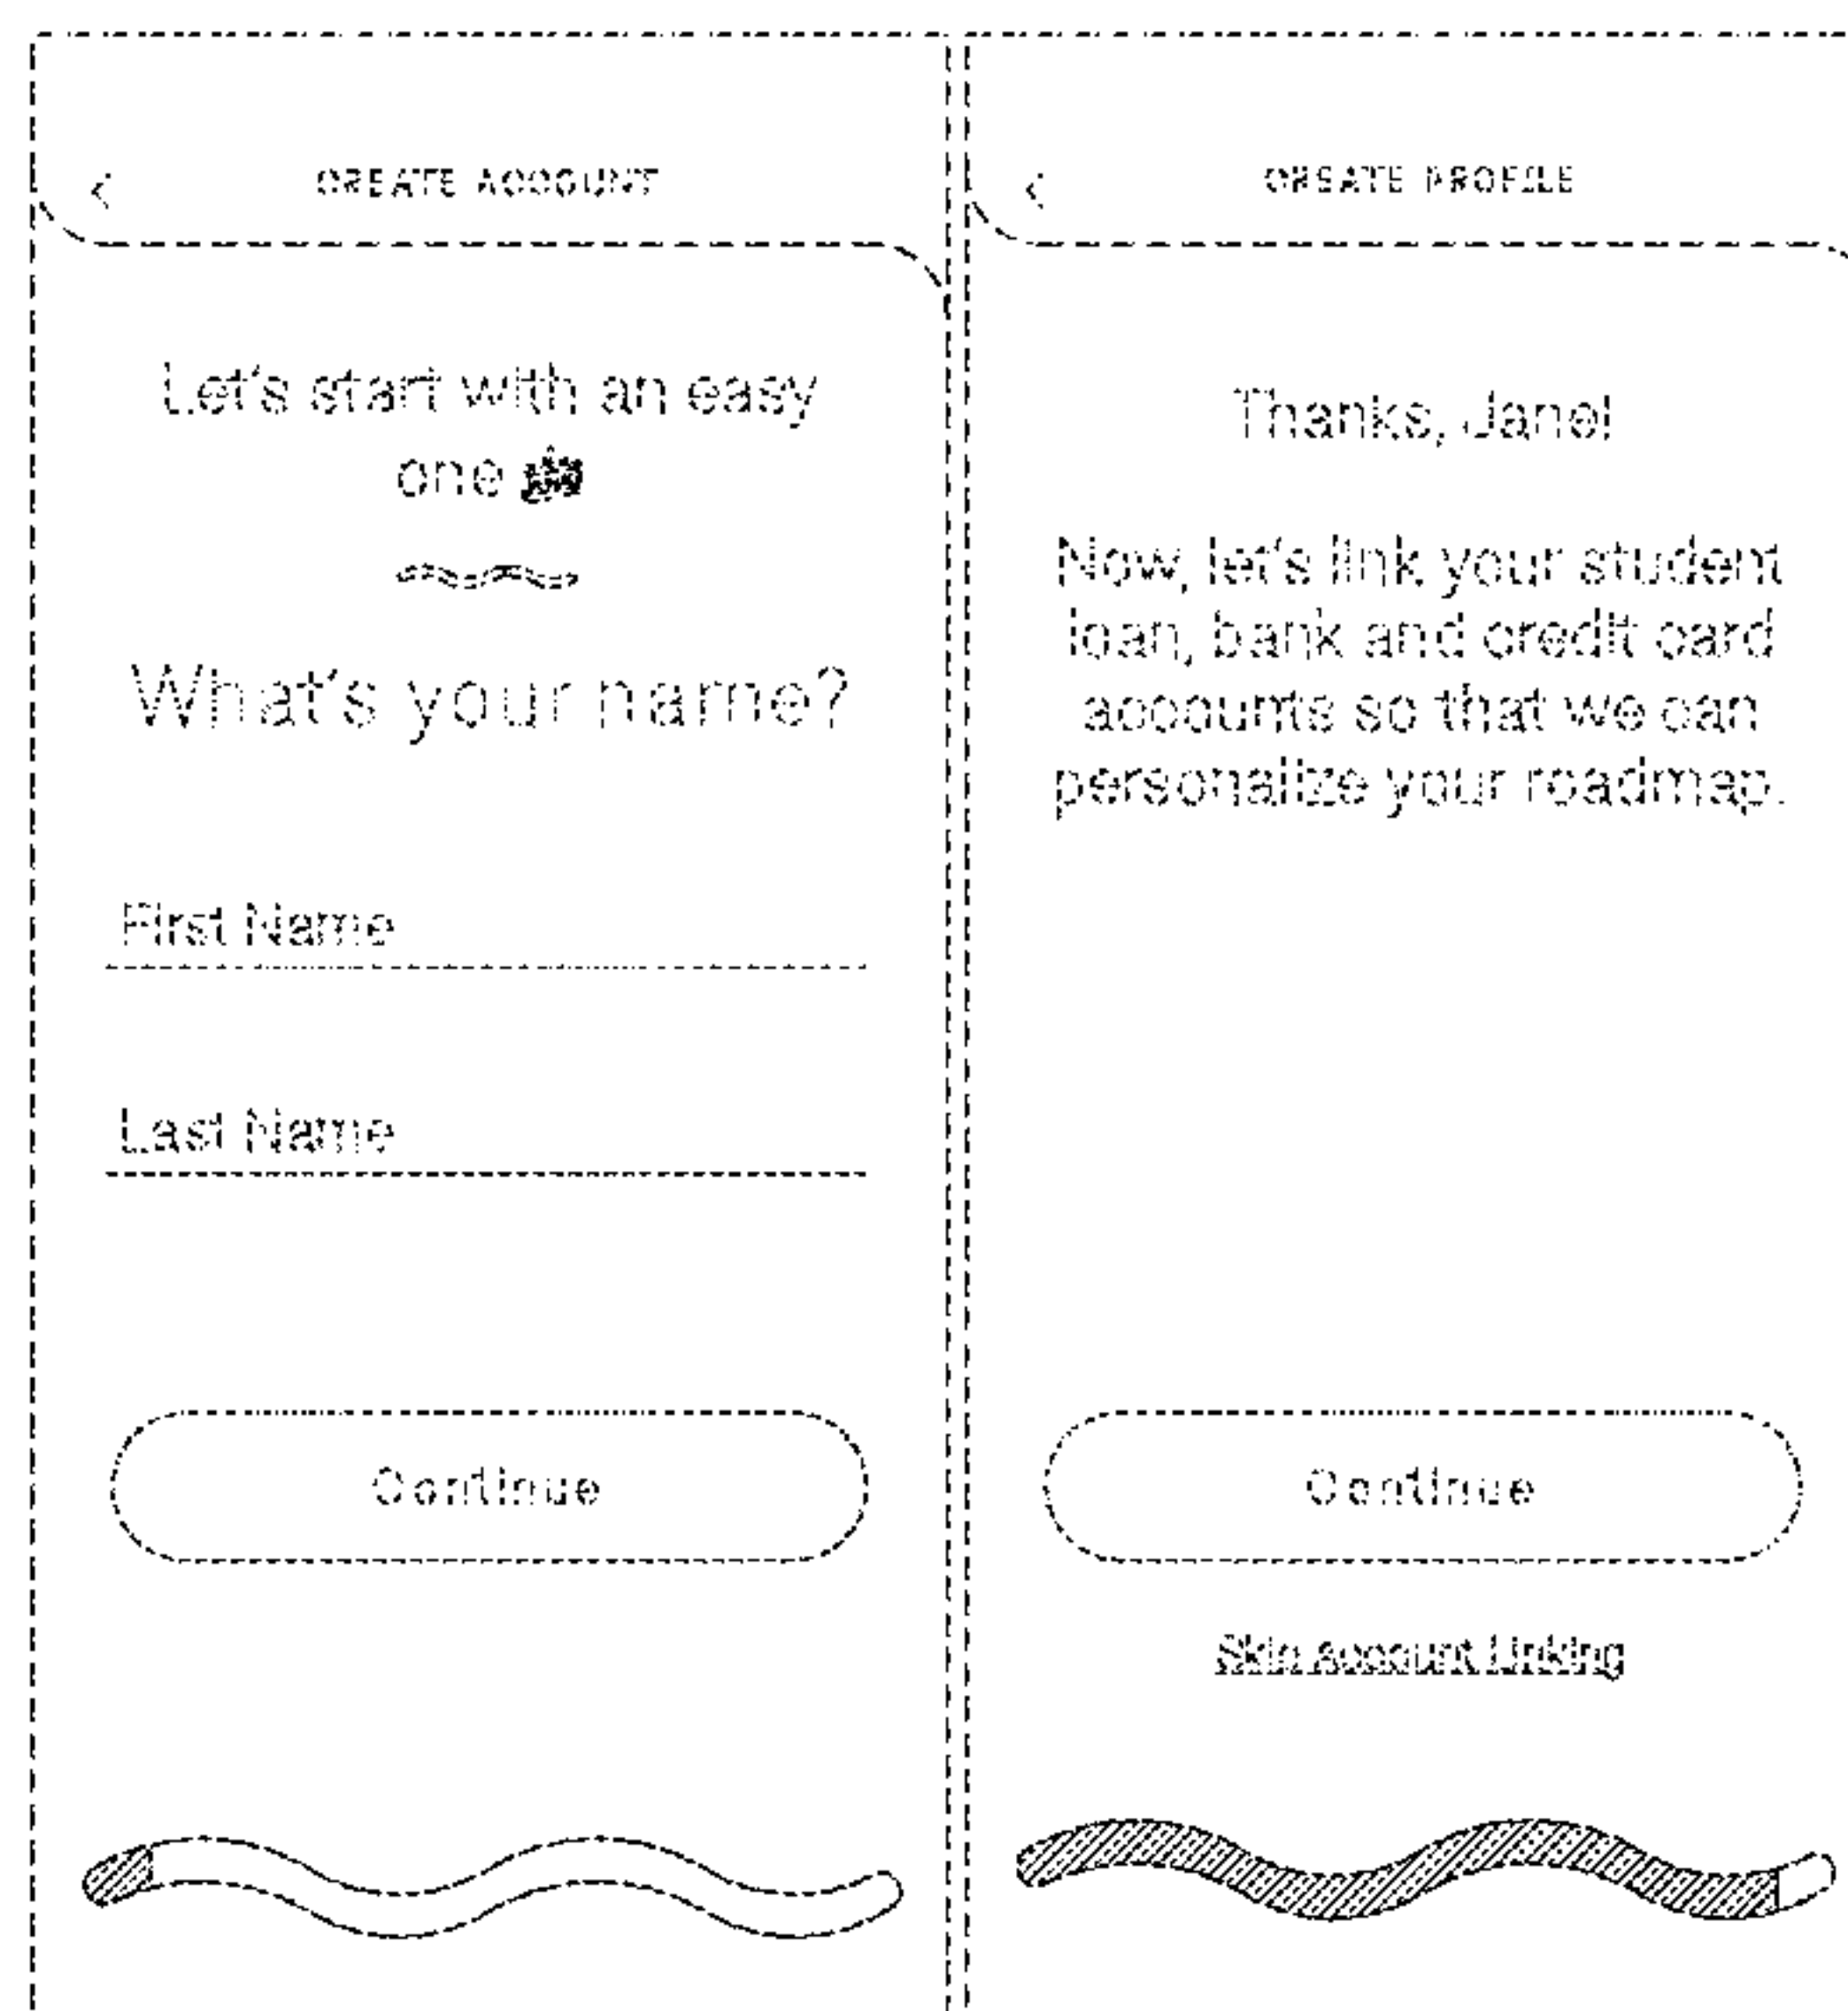 CREATE ACCOUNT
Let's start with an easy
one
What's your name?
First Name
Last Name
Continue
CREATE PROFILE
Thanks, Jane!
Now, let's link your student
loan, bank and credit card
accounts so that we can
personalize your roadmap.
Continue
Skip Account Linking